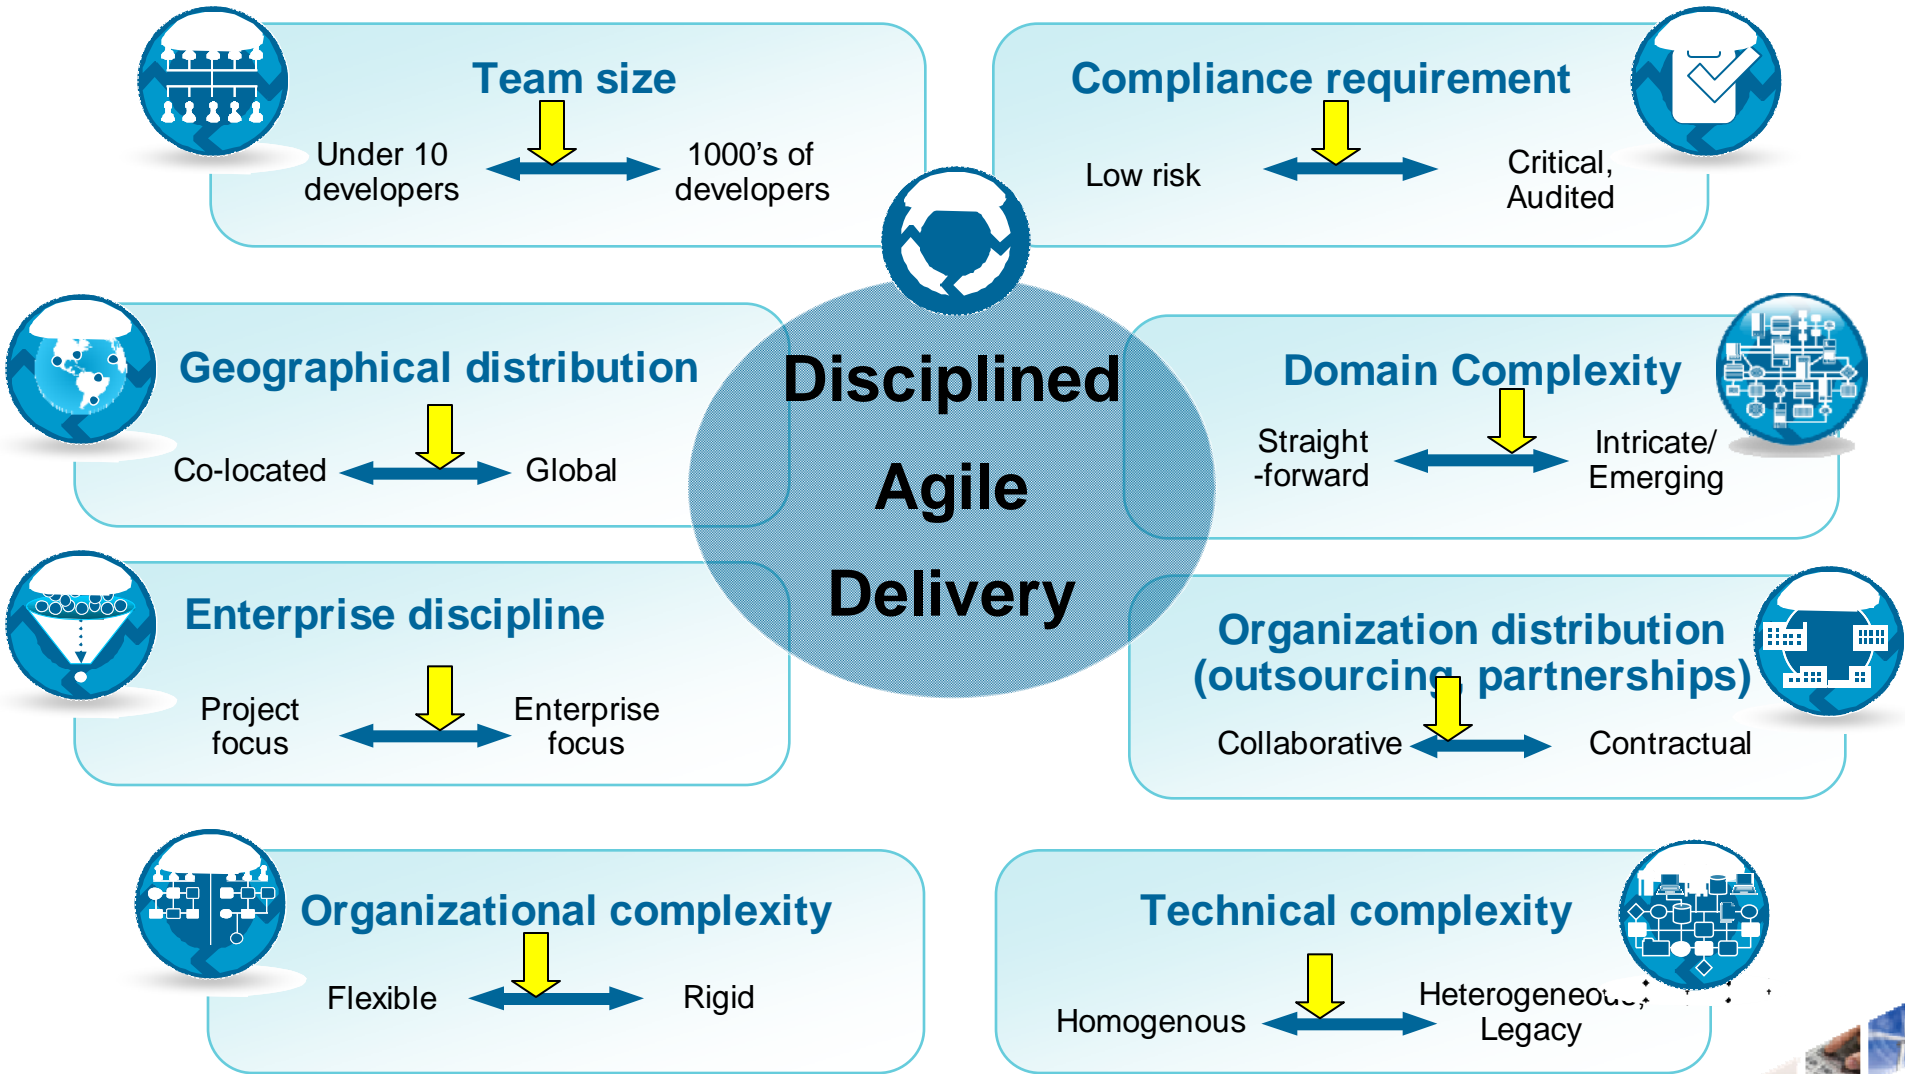 Team size
Under 10
developers
1000's of
developers
Compliance requirement
Low risk
Critical,
Audited
Geographical distribution
Co-located
Global
Disciplined
Agile
Delivery
Domain Complexity
Straight
-forward
Intricate/
Emerging
Enterprise discipline
Project
focus
Enterprise
focus
Organization distribution
(outsourcing, partnerships)
Collaborative
Contractual
Organizational complexity
Flexible
Rigid
Technical complexity
Homogenous
Heterogeneous,
Legacy